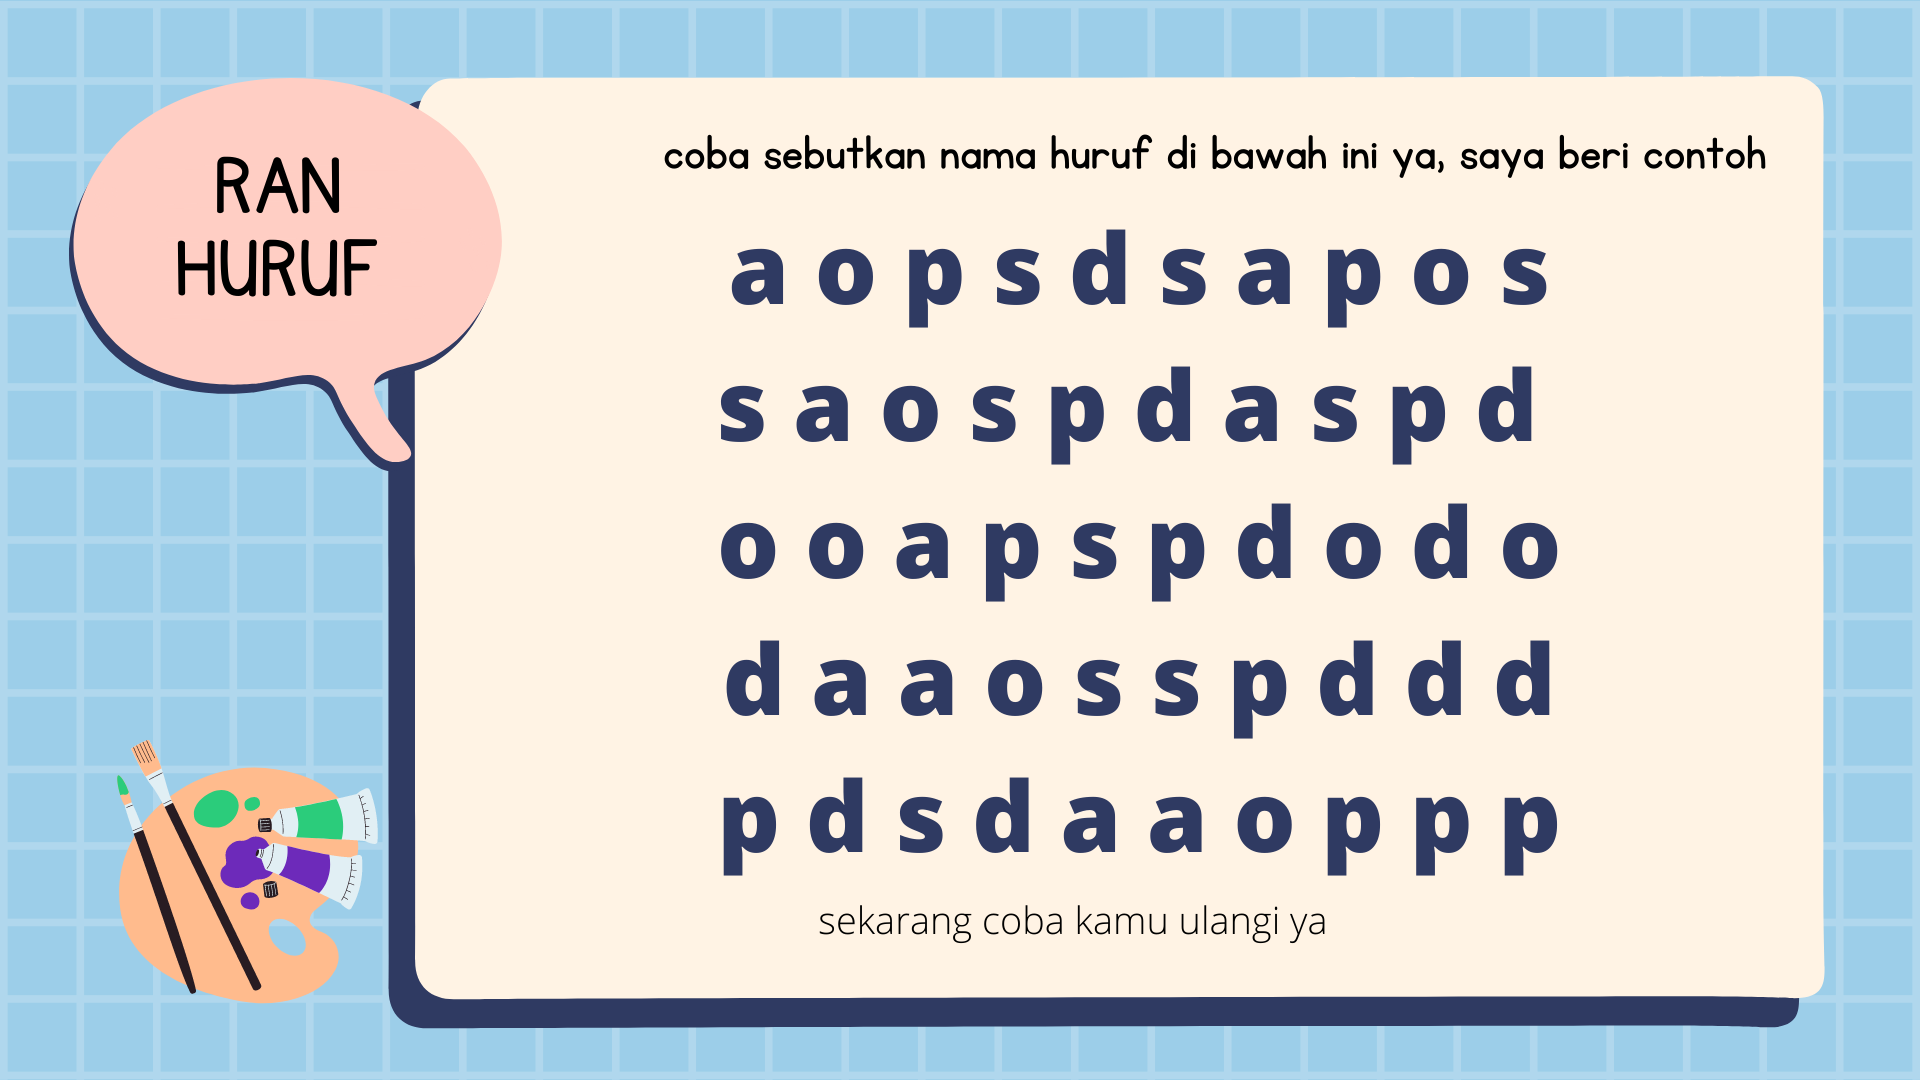 RAN
HURUF
coba sebutkan nama huruf di bawah ini ya, saya beri contoh
a o p s d s a p o s
s a o s p d a s p d
o o a p s p d o d o
d a a o s s p d d d
p d s d a a o p p p
sekarang coba kamu ulangi ya